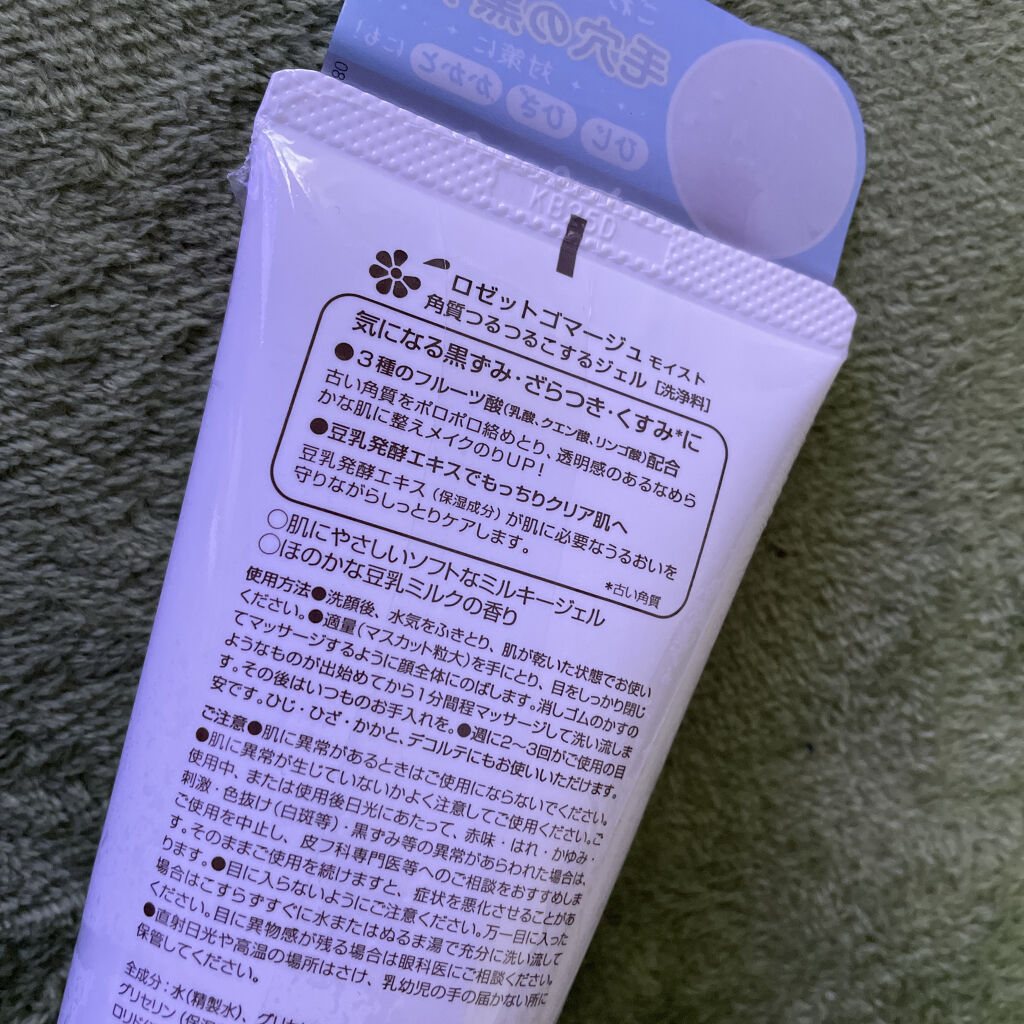 毛穴の黒
対策に
にも!
ひじ
ひざ
かかと
80
ロゼットゴマージュ モイスト
角質つるつるこするジェル [洗浄料]
気になる黒ずみ・ざらつき・くすみ*に
●3種のフルーツ酸(乳酸、クエン酸、リンゴ酸)配合
古い角質をポロポロ絡めとり、透明感のあるなめら
かな肌に整えメイクのりUP!
●豆乳発酵エキスでもっちりクリア肌へ
豆乳発酵エキス(保湿成分)が肌に必要なうるおいを
守りながらしっとりケアします。
*古い角質
○肌にやさしいソフトなミルキージェル
○ほのかな豆乳ミルクの香り
使用方法●洗顔後、水気をふきとり、肌が乾いた状態でお使い
ください。●適量(マスカット粒大)を手にとり、目をしっかり閉じ
てマッサージするように顔全体にのばします。消しゴムのかすの
ようなものが出始めてから1分間程マッサージして洗い流しま
す。その後はいつものお手入れを。●週に2~3回がご使用の目
安です。ひじ・ひざ・かかと、デコルテにもお使いいただけます。
ご注意●肌に異常があるときはご使用にならないでください。
●肌に異常が生じていないかよく注意してご使用ください。ご
使用中、または使用後日光にあたって、赤味・はれ・かゆみ・
刺激・色抜け(白斑等)・黒ずみ等の異常があらわれた場合は、
ご使用を中止し、皮フ科専門医等へのご相談をおすすめしま
す。そのままご使用を続けますと、症状を悪化させることがあ
ります。●目に入らないようにご注意ください。万一目に入った
場合はこすらずすぐに水またはぬるま湯で充分に洗い流して
ください。目に異物感が残る場合は眼科医にご相談ください。
●直射日光や高温の場所はさけ、乳幼児の手の届かない所に
保管してください。
全成分:水(精製水)、グリセ
グリセリン(保湿
ロリド